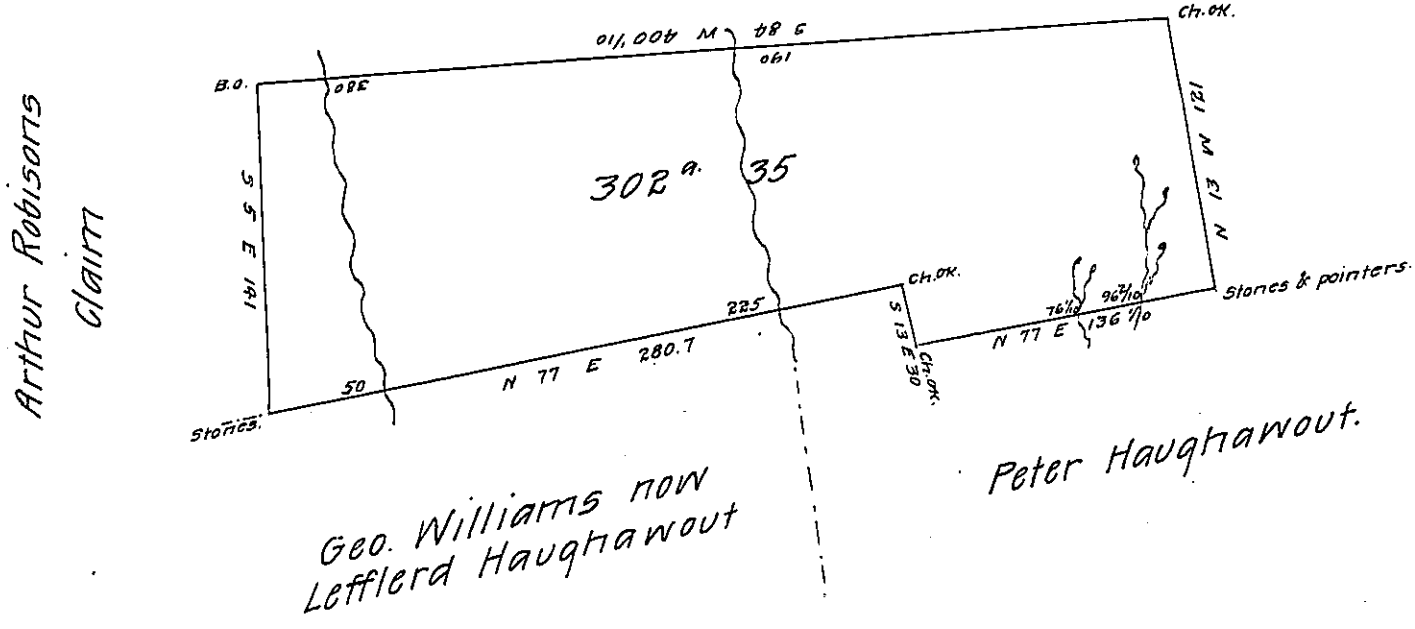 S 84 W 400 1/10
Ch.OK.
B.O.
380
190
N 13 W 121
Arthur Robisons
Claim
S 5 E 141
302 a. 35
Ch.OK.
S 13 E 30
Ch.OK.
225
N 77 E 280.7
50
Stones.
76 1/10
96 2/10
N 77 E 136 1/10
Stones & pointers.
Geo. Williams now
Lefflerd Haughawout
Peter Haughawout.